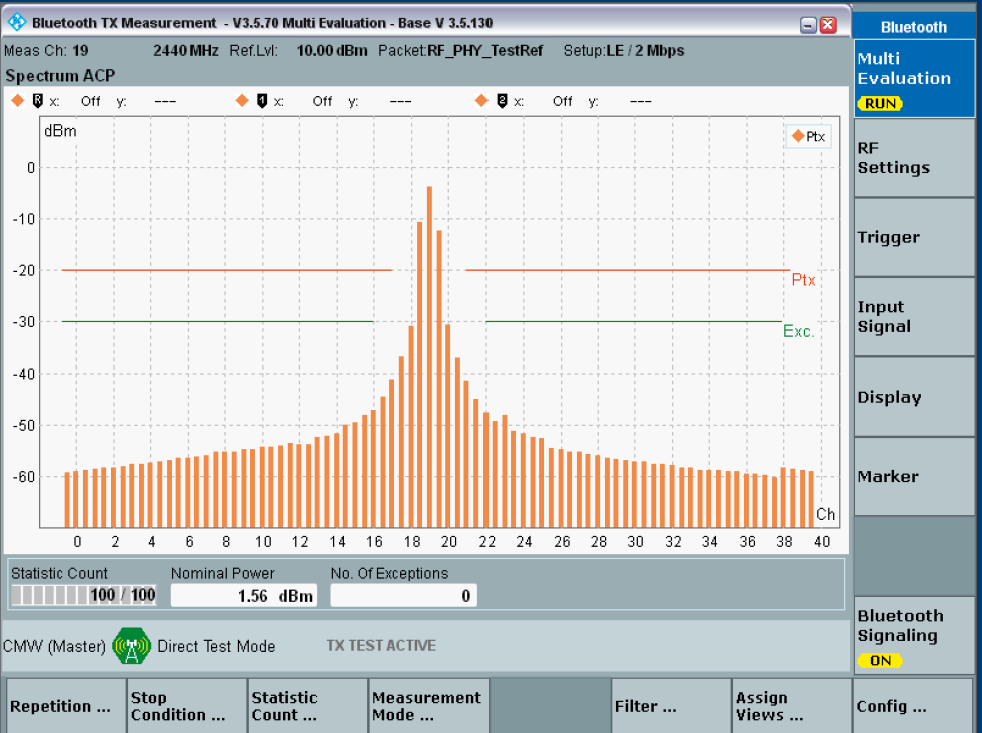 Bluetooth TX Measurement - V3.5.70 Multi Evaluation - Base V 3.5.130
Bluetooth
Meas Ch: 19 2440 MHz Ref.Lvl: 10.00 dBm Packet:RF_PHY_TestRef Setup:LE / 2 Mbps
Spectrum ACP
R x: Off y: --- 1 x: Off y: --- 2 x: Off y: ---
dBm
Ptx
0
-10
-20
Ptx
-30
Exc.
-40
-50
-60
Ch
0 2 4 6 8 10 12 14 16 18 20 22 24 26 28 30 32 34 36 38 40
Statistic Count Nominal Power No. Of Exceptions
100 / 100 1.56 dBm 0
CMW (Master) Direct Test Mode TX TEST ACTIVE
Multi
Evaluation
RUN
RF
Settings
Trigger
Input
Signal
Display
Marker
Bluetooth
Signaling
ON
Repetition ...
Stop
Condition ...
Statistic
Count ...
Measurement
Mode ...
Filter ...
Assign
Views ...
Config ...